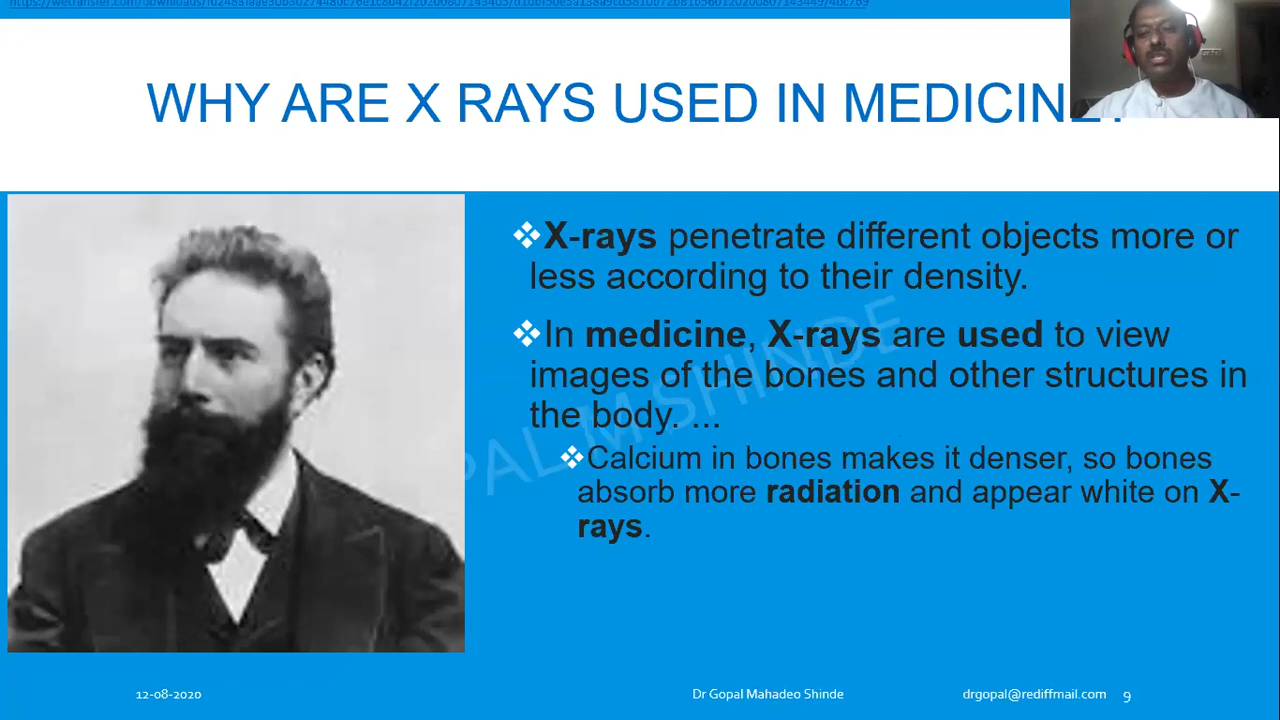 WHY ARE X RAYS USED IN MEDICINE?
❖X-rays penetrate different objects more or
less according to their density.
❖In medicine, X-rays are used to view
images of the bones and other structures in
the body. ...
❖Calcium in bones makes it denser, so bones
absorb more radiation and appear white on X-
rays.
PAL M SHINDE
12-08-2020
Dr Gopal Mahadeo Shinde
drgopal@rediffmail.com
9